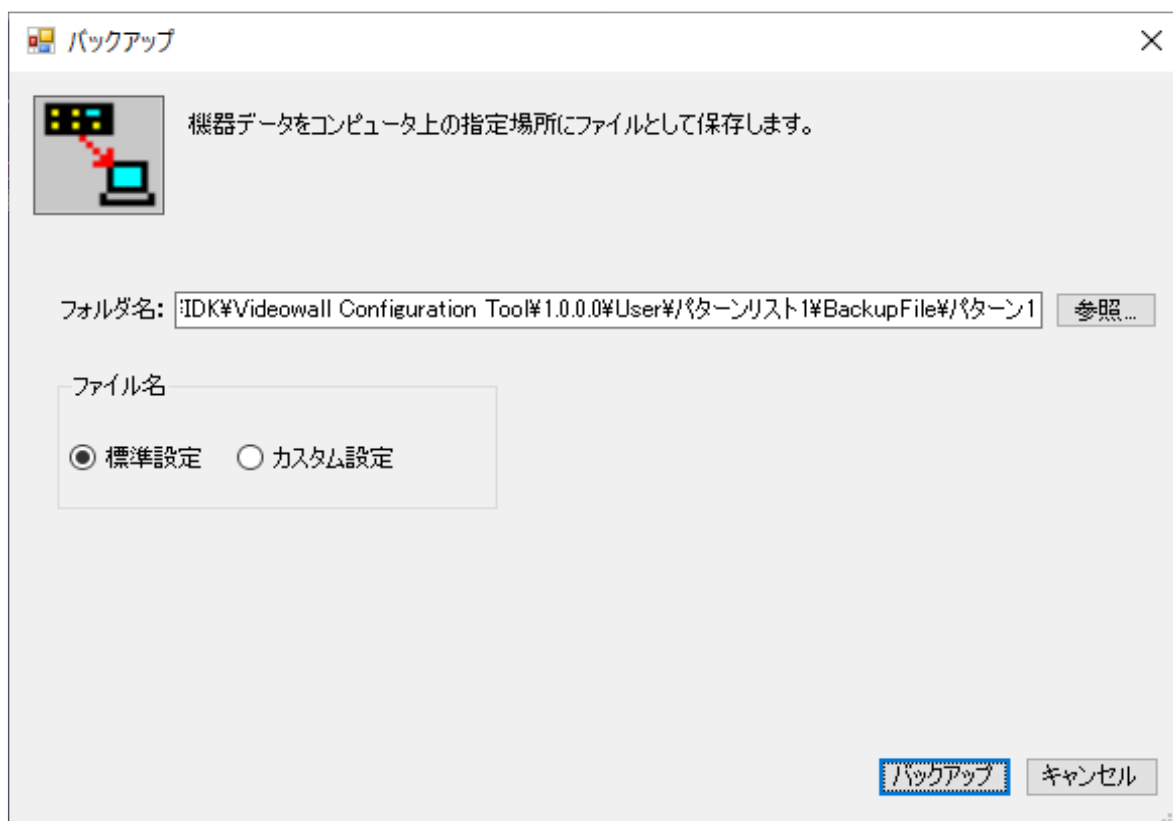 バックアップ
機器データをコンピュータ上の指定場所にファイルとして保存します。
フォルダ名: IDK¥Videowall Configuration Tool¥1.0.0.0¥User¥パターンリスト1¥BackupFile¥パターン1 参照...
ファイル名
標準設定 カスタム設定
バックアップ キャンセル